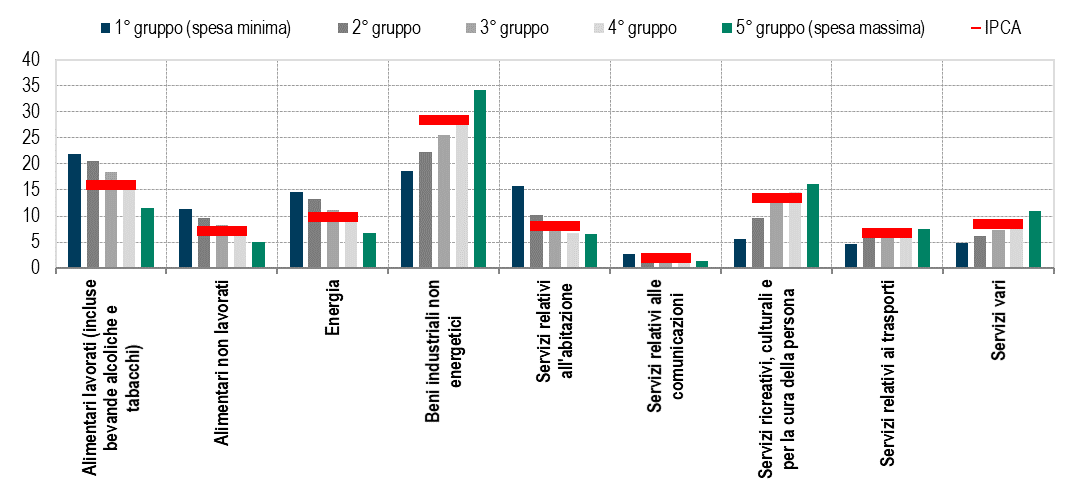 1° gruppo (spesa minima) 2° gruppo 3° gruppo 4° gruppo 5° gruppo (spesa massima) IPCA
40
35
30
25
20
15
10
5
0
Alimentari lavorati (incluse
bevande alcoliche e
tabacchi)
Alimentari non lavorati
Energia
Beni industriali non
energetici
Servizi relativi
all'abitazione
Servizi relativi alle
comunicazioni
Servizi ricreativi, culturali e
per la cura della persona
Servizi relativi ai trasporti
Servizi vari